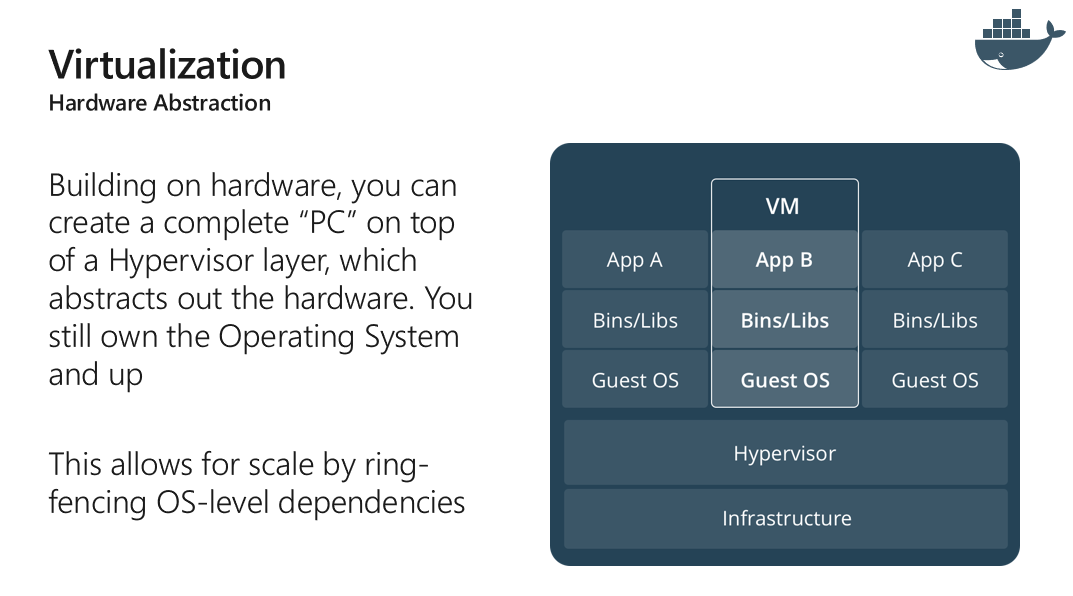 Virtualization
Hardware Abstraction
Building on hardware, you can
create a complete “PC” on top
of a Hypervisor layer, which
abstracts out the hardware. You
still own the Operating System
and up
This allows for scale by ring-
fencing OS-level dependencies
VM
App A
App B
App C
Bins/Libs
Bins/Libs
Bins/Libs
Guest OS
Guest OS
Guest OS
Hypervisor
Infrastructure